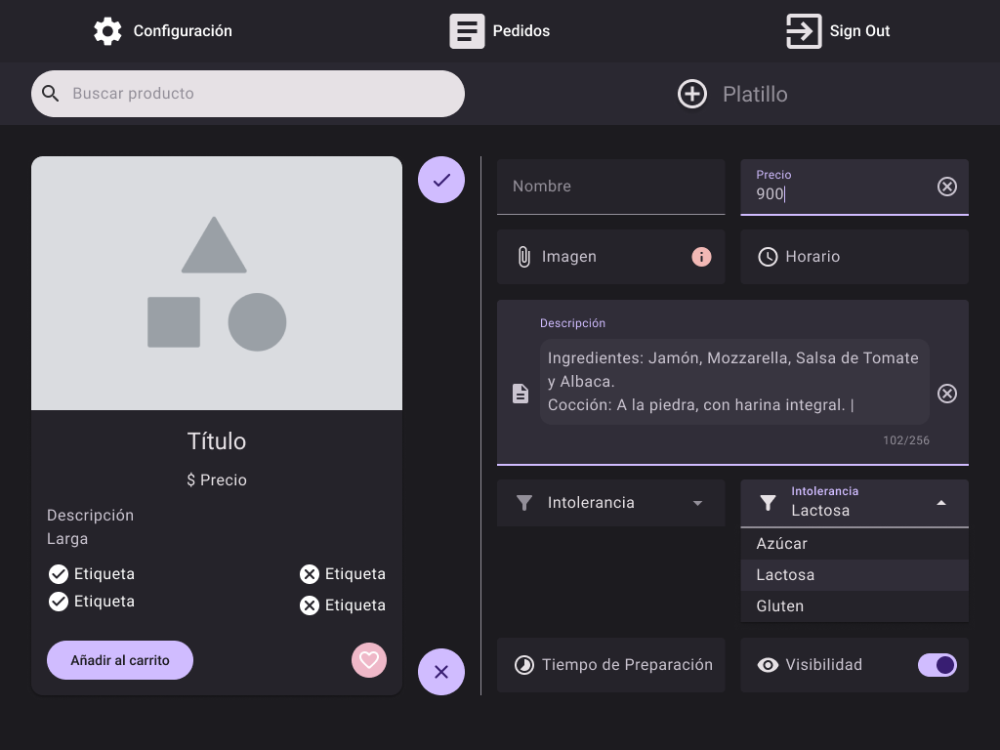 Configuración
Pedidos
Sign Out
Buscar producto
Platillo
Título
$ Precio
Descripción
Larga
Etiqueta
Etiqueta
Etiqueta
Etiqueta
Añadir al carrito
Nombre
Precio
900
Imagen
Horario
Descripción
Ingredientes: Jamón, Mozzarella, Salsa de Tomate
y Albaca.
Cocción: A la piedra, con harina integral. |
102/256
Intolerancia
Intolerancia
Lactosa
Azúcar
Lactosa
Gluten
Tiempo de Preparación
Visibilidad